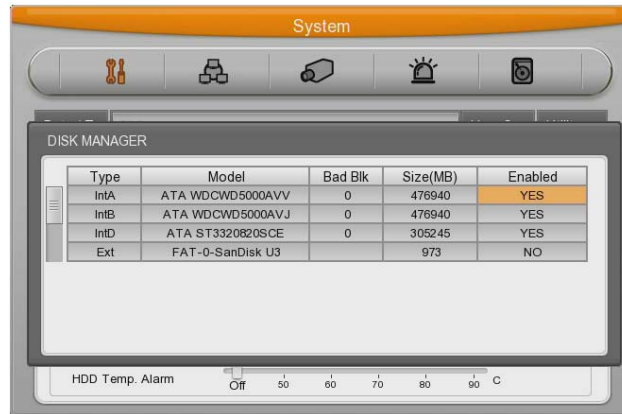 System
DISK MANAGER
Type Model Bad Blk Size(MB) Enabled
IntA ATA WDCWD5000AVV 0 476940 YES
IntB ATA WDCWD5000AVJ 0 476940 YES
IntD ATA ST3320820SCE 0 305245 YES
Ext FAT-0-SanDisk U3 973 NO
HDD Temp. Alarm Off 50 60 70 80 90 C